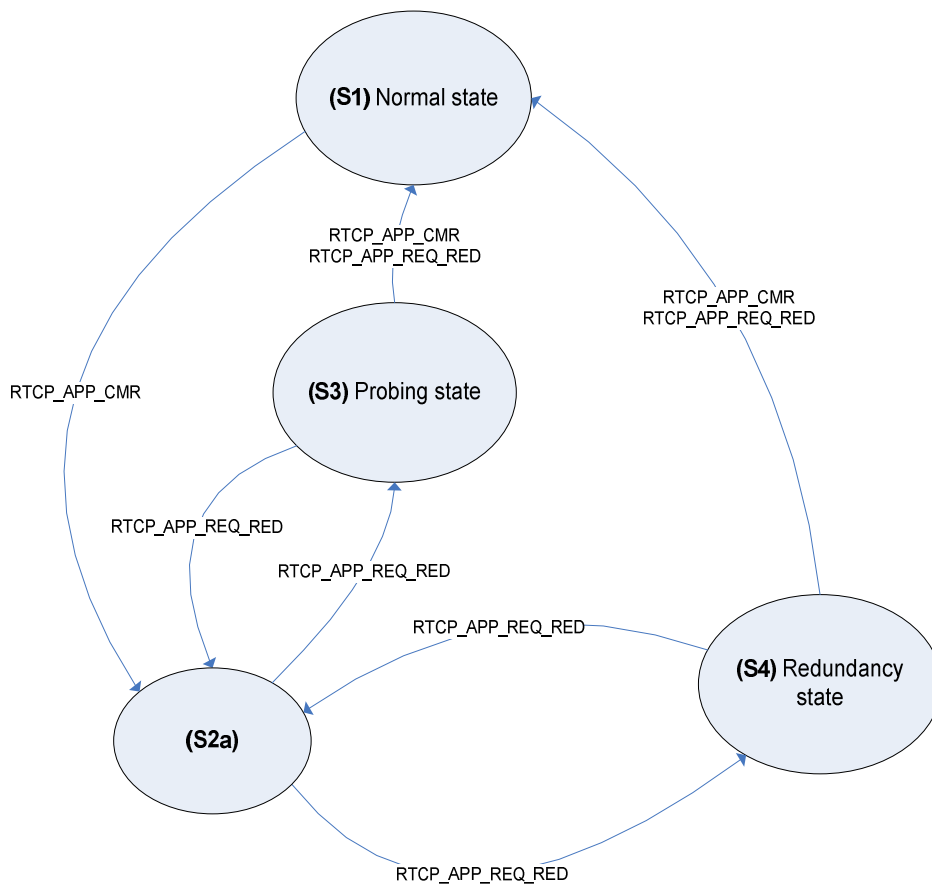 (S1) Normal state
RTCP_APP_CMR
RTCP_APP_REQ_RED
RTCP_APP_CMR
RTCP_APP_REQ_RED
RTCP_APP_CMR
(S3) Probing state
RTCP_APP_REQ_RED
RTCP_APP_REQ_RED
RTCP_APP_REQ_RED
(S4) Redundancy
state
(S2a)
RTCP_APP_REQ_RED